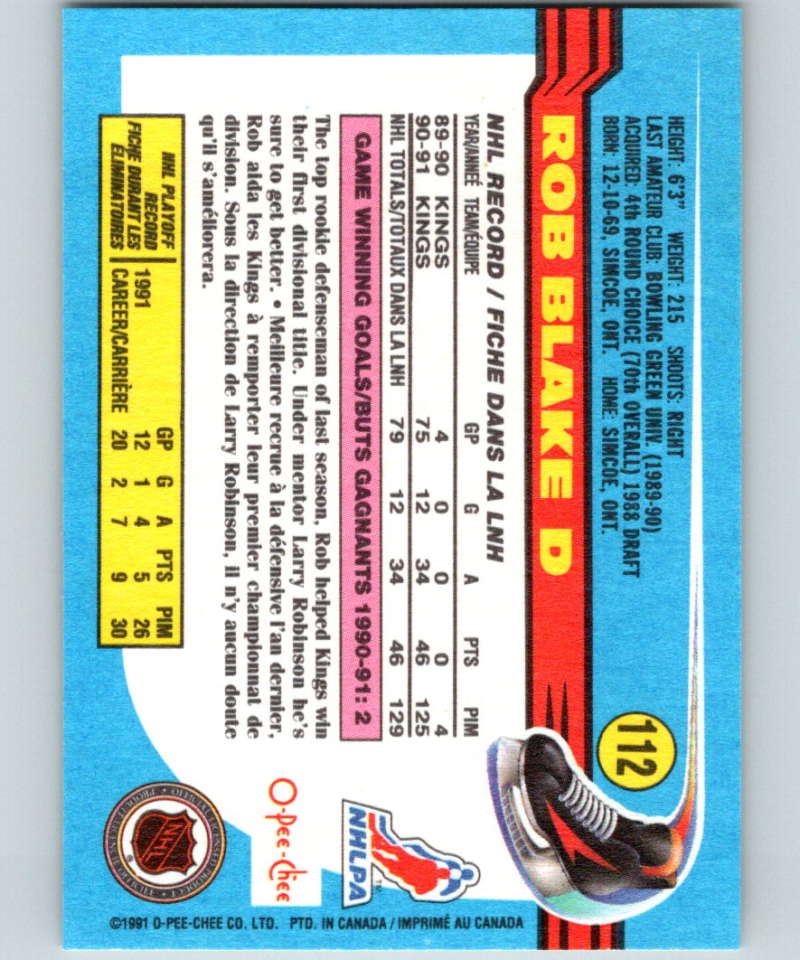 112
ROB BLAKE D
HEIGHT: 6'3" WEIGHT: 215 SHOOTS: RIGHT
LAST AMATEUR CLUB: BOWLING GREEN UNIV. (1989-90)
ACQUIRED: 4th ROUND CHOICE (70th OVERALL) 1988 DRAFT
BORN: 12-10-69, SIMCOE, ONT. HOME: SIMCOE, ONT.
NHL RECORD / FICHE DANS LA LNH
YEAR/ANNEÉ TEAM/ÉQUIPE GP G A PTS PIM
89-90 KINGS 4 0 0 0 4
90-91 KINGS 75 12 34 46 125
NHL TOTALS/TOTAUX DANS LA LNH 79 12 34 46 129
GAME WINNING GOALS/BUTS GAGNANTS 1990-91: 2
The top rookie defenseman of last season, Rob helped Kings win
their first divisional title. Under mentor Larry Robinson he's
sure to get better. • Meilleure recrue à la défensive l'an dernier,
Rob aida les Kings à remporter leur premier championnat de
division. Sous la direction de Larry Robinson, il n'y aucun doute
qu'il s'améliorera.
NHL PLAYOFF
RECORD
FICHE DURANT LES
ÉLIMINATOIRES
GP G A PTS PIM
1991 12 1 4 5 26
CAREER/CARRIÈRE 20 2 7 9 30
NHLPA
TM
O-Pee-Chee
NHL
®
©1991 O-PEE-CHEE CO. LTD. PTD. IN CANADA / IMPRIMÉ AU CANADA